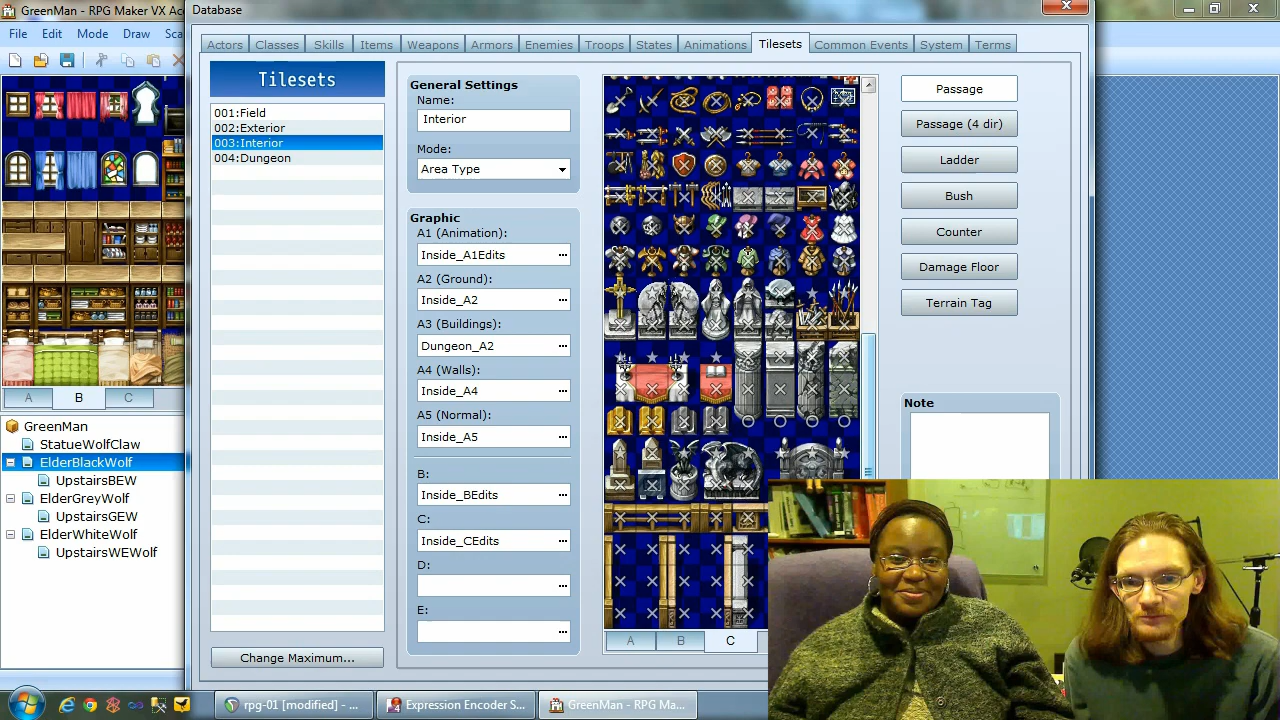 GreenMan - RPG Maker VX Ac
File Edit Mode Draw Sca
A B C
GreenMan
StatueWolfClaw
ElderBlackWolf
UpstairsBEW
ElderGreyWolf
UpstairsGEW
ElderWhiteWolf
UpstairsWEWolf
Database
Actors Classes Skills Items Weapons Armors Enemies Troops States Animations Tilesets Common Events System Terms
Tilesets
001:Field
002:Exterior
003:Interior
004:Dungeon
Change Maximum...
General Settings
Name:
Interior
Mode:
Area Type
Graphic
A1 (Animation):
Inside_A1Edits ...
A2 (Ground):
Inside_A2 ...
A3 (Buildings):
Dungeon_A2 ...
A4 (Walls):
Inside_A4 ...
A5 (Normal):
Inside_A5 ...
B:
Inside_BEdits ...
C:
Inside_CEdits ...
D:
...
E:
...
A B C
Passage
Passage (4 dir)
Ladder
Bush
Counter
Damage Floor
Terrain Tag
Note
rpg-01 [modified] - ...
Expression Encoder S...
GreenMan - RPG Ma...